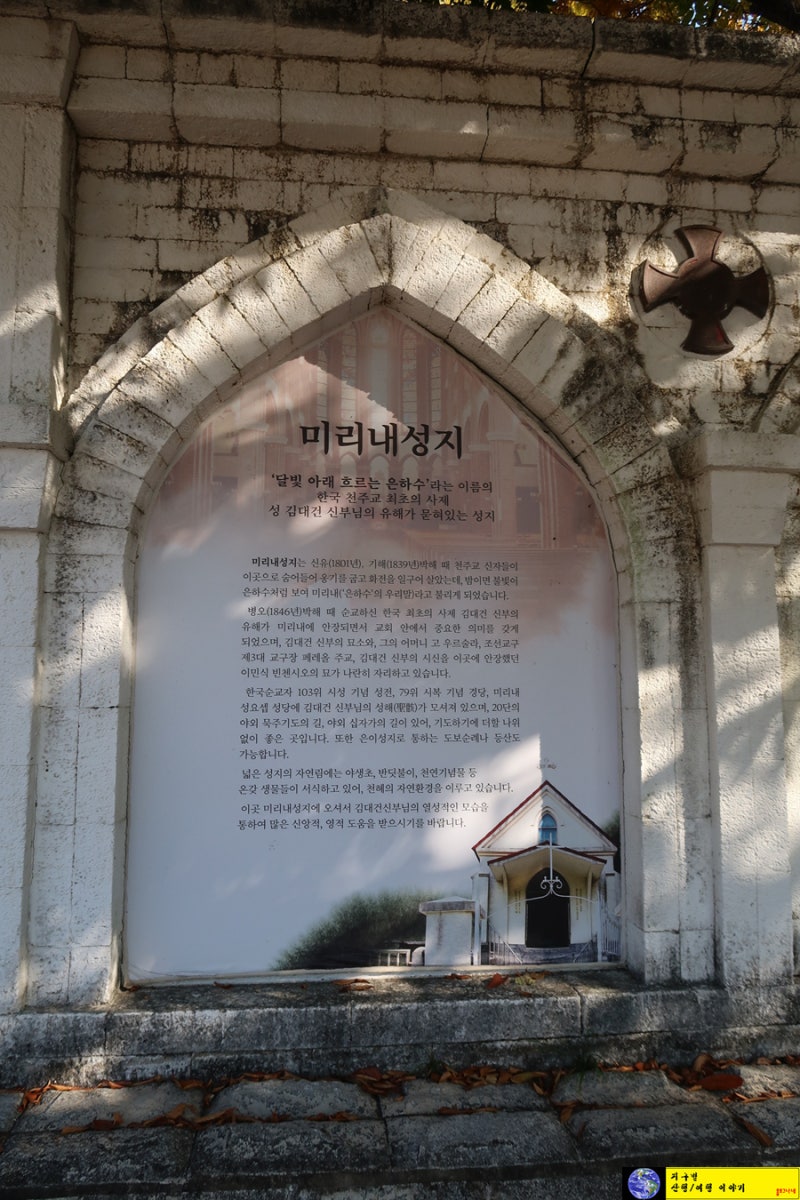 미리내성지
'달빛 아래 흐르는 은하수'라는 이름의
한국 천주교 최초의 사제
성 김대건 신부님의 유해가 묻혀있는 성지
미리내성지는 신유(1801년), 기해(1839년)박해 때 천주교 신자들이
이곳으로 숨어들어 옹기를 굽고 화전을 일구어 살았는데, 밤이면 불빛이
은하수처럼 보여 미리내('은하수'의 우리말)라고 불리게 되었습니다.
병오(1846년)박해 때 순교하신 한국 최초의 사제 김대건 신부의
유해가 미리내에 안장되면서 교회 안에서 중요한 의미를 갖게
되었으며, 김대건 신부의 묘소와, 그의 어머니 고 우르술라, 조선교구
제3대 교구장 페레올 주교, 김대건 신부의 시신을 이곳에 안장했던
이민식 빈첸시오의 묘가 나란히 자리하고 있습니다.
한국순교자 103위 시성 기념 성전, 79위 시복 기념 경당, 미리내
성요셉 성당에 김대건 신부님의 성해(聖骸)가 모셔져 있으며, 20단의
야외 묵주기도의 길, 야외 십자가의 길이 있어, 기도하기에 더할 나위
없이 좋은 곳입니다. 또한 은이성지로 통하는 도보순례나 등산도
가능합니다.
넓은 성지의 자연림에는 야생초, 반딧불이, 천연기념물 등
온갖 생물들이 서식하고 있어, 천혜의 자연환경을 이루고 있습니다.
이곳 미리내성지에 오셔서 김대건신부님의 열성적인 모습을
통하여 많은 신앙적, 영적 도움을 받으시기를 바랍니다.
지구별
산행/여행 이야기